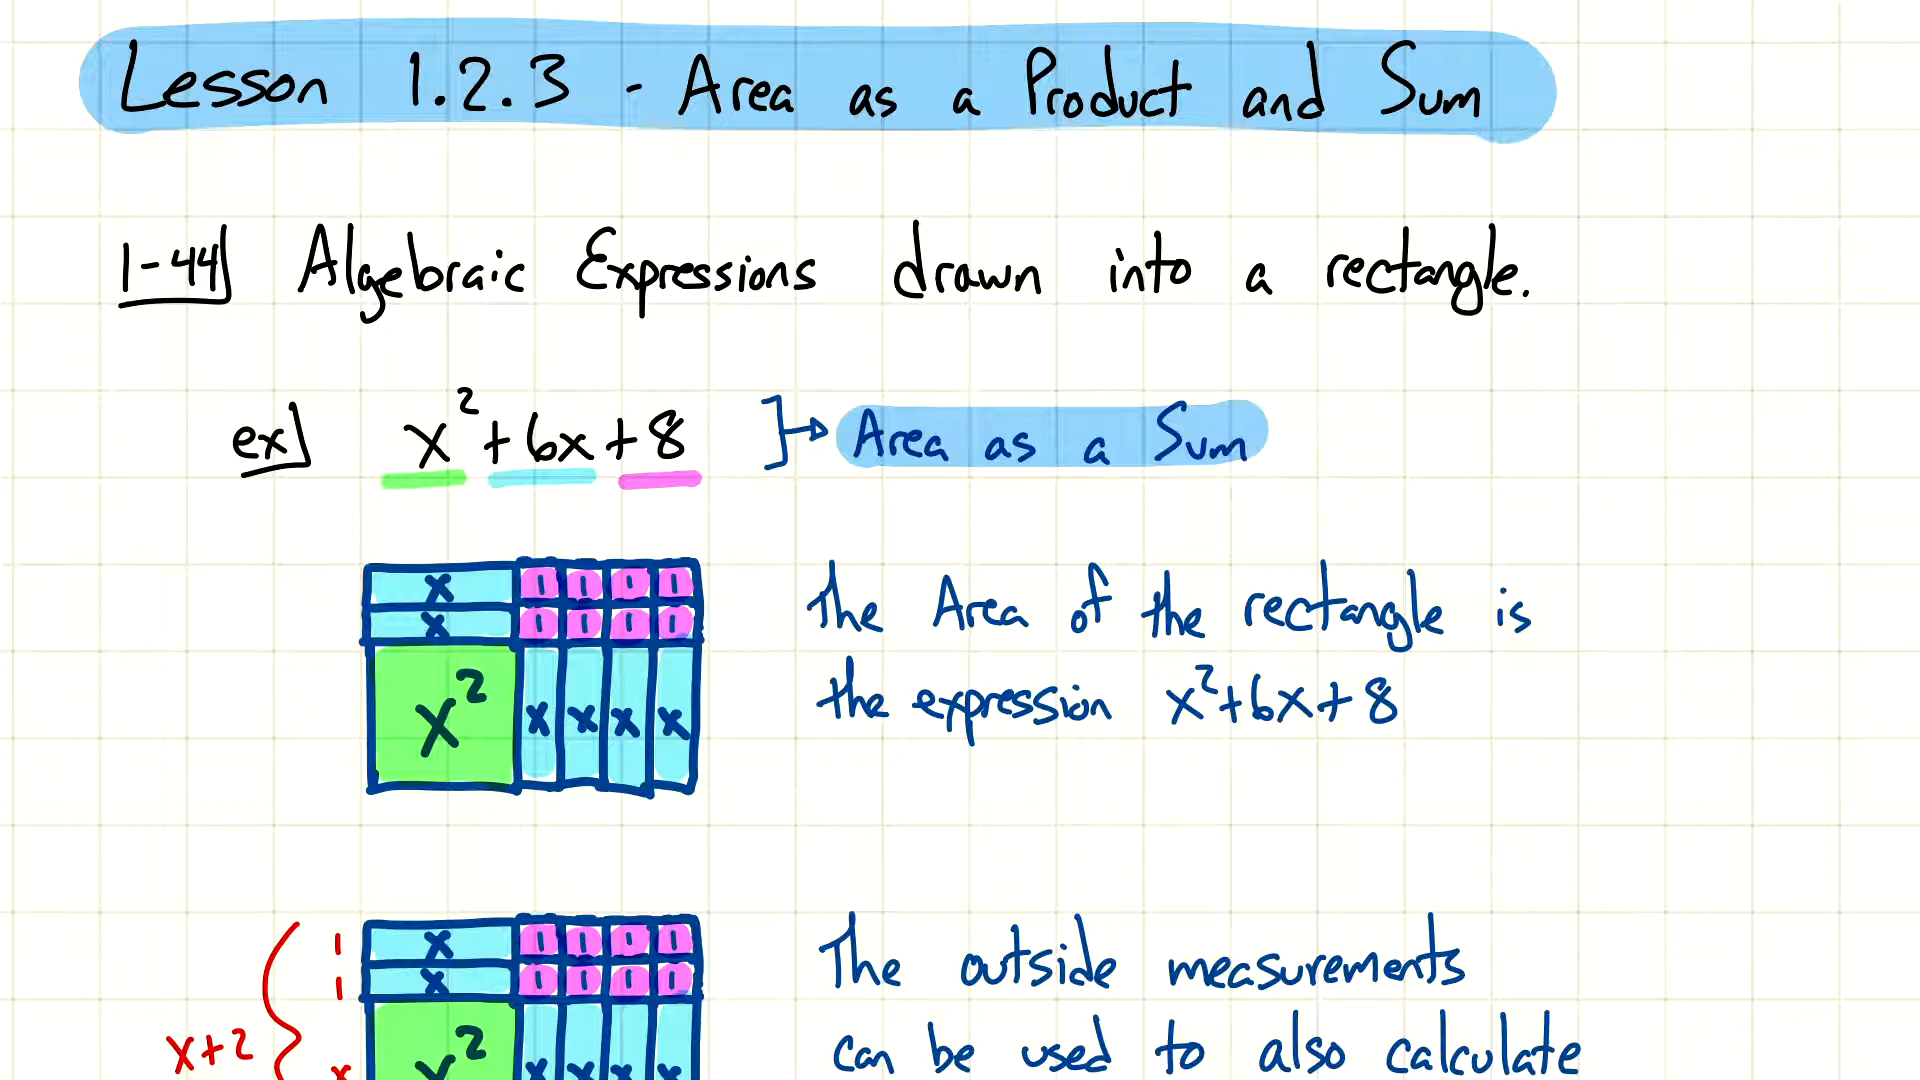 Lesson 1.2.3 - Area as a Product and Sum
1-44 Algebraic Expressions drawn into a rectangle.
ex] x²+6x+8 Area as a Sum
x 1 1 1 1
x 1 1 1 1
x² x x x x
The Area of the rectangle is
the expression x²+6x+8
1 x 1 1 1 1
1 x 1 1 1 1
x+2 x x² x x x x
The outside measurements
can be used to also calculate